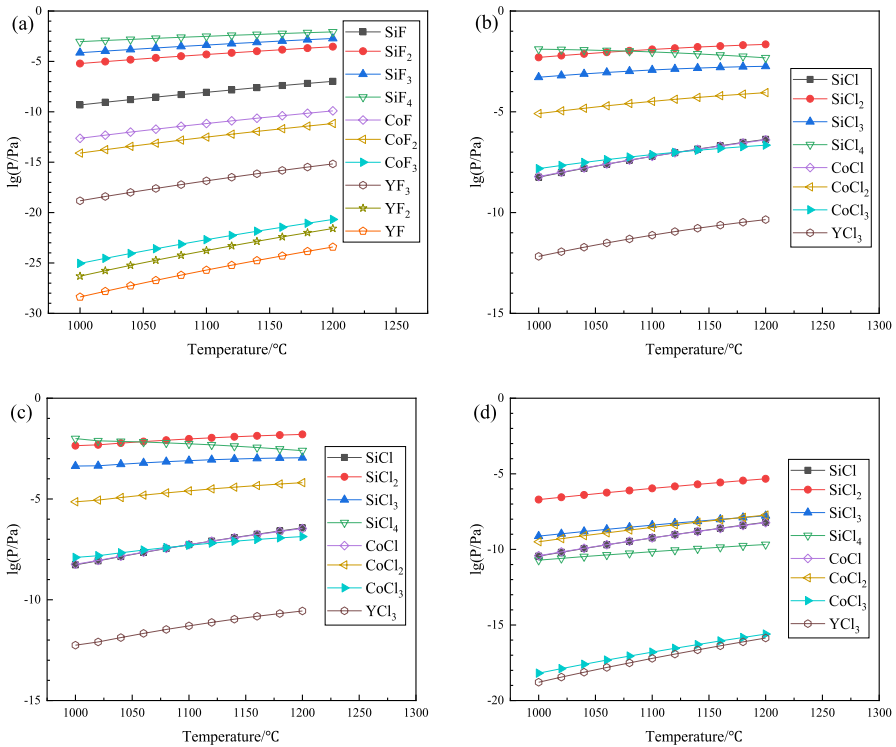 (a)
lg(P/Pa)
0
-5
-10
-15
-20
-25
-30
1000
1050
1100
1150
1200
1250
Temperature/℃
SiF
SiF₂
SiF₃
SiF₄
CoF
CoF₂
CoF₃
YF₃
YF₂
YF
(b)
lg(P/Pa)
0
-5
-10
-15
1000
1050
1100
1150
1200
1300
Temperature/℃
SiCl
SiCl₂
SiCl₃
SiCl₄
CoCl
CoCl₂
CoCl₃
YCl₃
(c)
lg(P/Pa)
0
-5
-10
-15
1000
1050
1100
1150
1200
1300
Temperature/℃
SiCl
SiCl₂
SiCl₃
SiCl₄
CoCl
CoCl₂
CoCl₃
YCl₃
(d)
lg(P/Pa)
0
-5
-10
-15
-20
1000
1050
1100
1150
1200
1300
Temperature/℃
SiCl
SiCl₂
SiCl₃
SiCl₄
CoCl
CoCl₂
CoCl₃
YCl₃